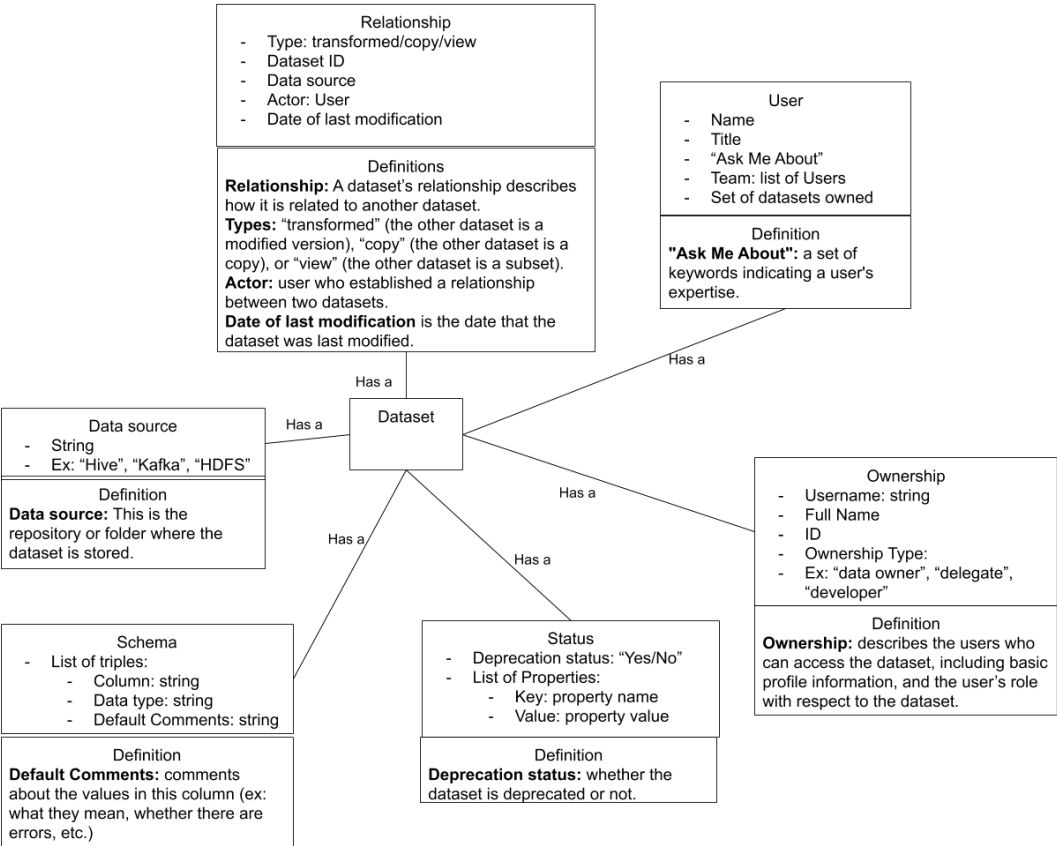 Relationship
- Type: transformed/copy/view
- Dataset ID
- Data source
- Actor: User
- Date of last modification
Definitions
Relationship: A dataset’s relationship describes
how it is related to another dataset.
Types: “transformed” (the other dataset is a
modified version), “copy” (the other dataset is a
copy), or “view” (the other dataset is a subset).
Actor: user who established a relationship
between two datasets.
Date of last modification is the date that the
dataset was last modified.
User
- Name
- Title
- “Ask Me About”
- Team: list of Users
- Set of datasets owned
Definition
"Ask Me About": a set of
keywords indicating a user's
expertise.
Has a
Has a
Dataset
Has a
Data source
- String
- Ex: “Hive”, “Kafka”, “HDFS”
Definition
Data source: This is the
repository or folder where the
dataset is stored.
Has a
Ownership
- Username: string
- Full Name
- ID
- Ownership Type:
- Ex: “data owner”, “delegate”,
“developer”
Definition
Ownership: describes the users who
can access the dataset, including basic
profile information, and the user’s role
with respect to the dataset.
Has a
Has a
Schema
- List of triples:
- Column: string
- Data type: string
- Default Comments: string
Definition
Default Comments: comments
about the values in this column (ex:
what they mean, whether there are
errors, etc.)
Status
- Deprecation status: “Yes/No”
- List of Properties:
- Key: property name
- Value: property value
Definition
Deprecation status: whether the
dataset is deprecated or not.